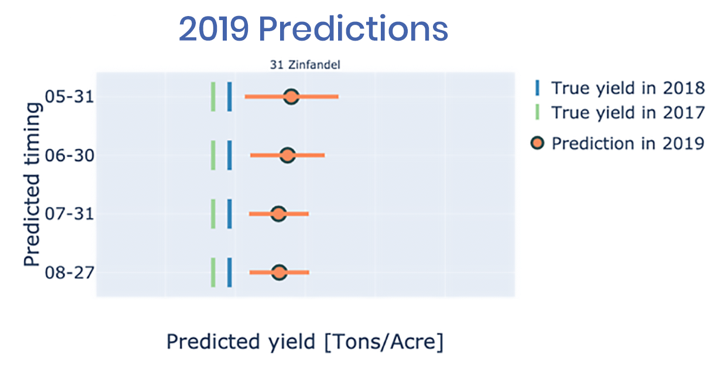 2019 Predictions
31 Zinfandel
Predicted timing
05-31
06-30
07-31
08-27
True yield in 2018
True yield in 2017
Prediction in 2019
Predicted yield [Tons/Acre]